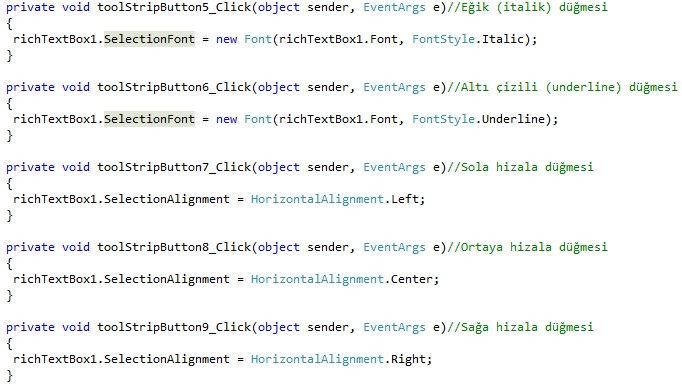 private void toolStripButton5_Click(object sender, EventArgs e)//Eğik (italik) düğmesi
{
richTextBox1.SelectionFont = new Font(richTextBox1.Font, FontStyle.Italic);
}
private void toolStripButton6_Click(object sender, EventArgs e)//Altı çizili (underline) düğmesi
{
richTextBox1.SelectionFont = new Font(richTextBox1.Font, FontStyle.Underline);
}
private void toolStripButton7_Click(object sender, EventArgs e)//Sola hizala düğmesi
{
richTextBox1.SelectionAlignment = HorizontalAlignment.Left;
}
private void toolStripButton8_Click(object sender, EventArgs e)//Ortaya hizala düğmesi
{
richTextBox1.SelectionAlignment = HorizontalAlignment.Center;
}
private void toolStripButton9_Click(object sender, EventArgs e)//Sağa hizala düğmesi
{
richTextBox1.SelectionAlignment = HorizontalAlignment.Right;
}